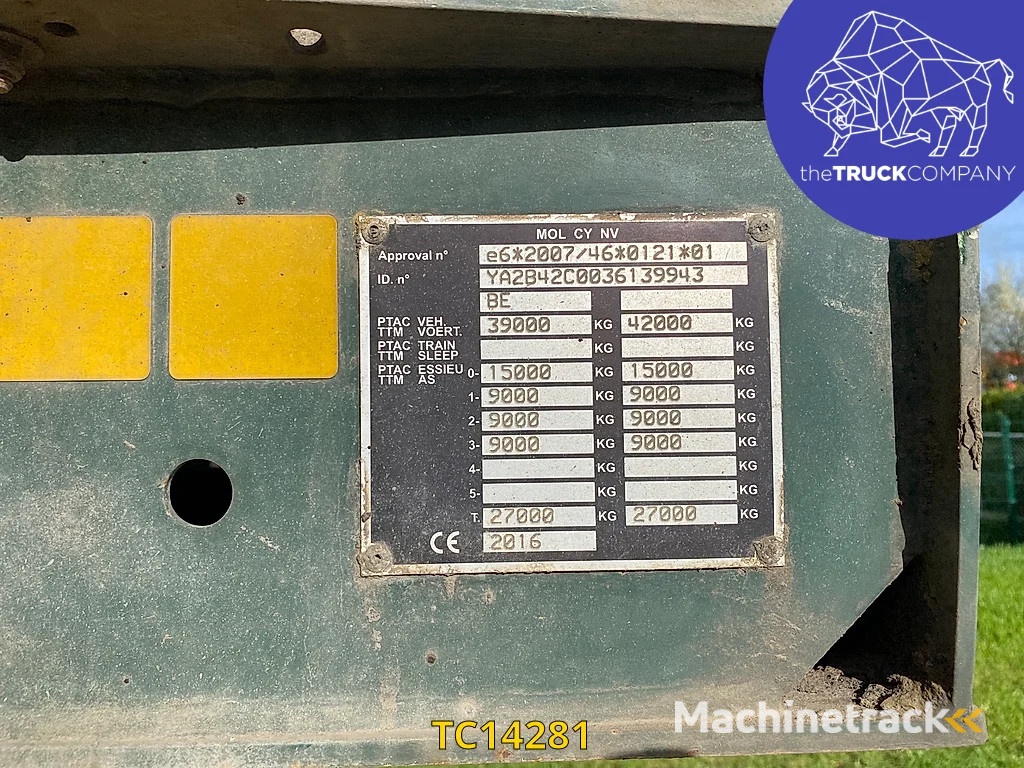 theTRUCKCOMPANY
MOL CY NV
Approval n° e6*2007/46*0121*01
ID. n° YA2B42C0036139943
BE
PTAC VEH. 39000 KG 42000 KG
TTM VOERT.
PTAC TRAIN KG KG
TTM SLEEP
PTAC ESSIEU 0- 15000 KG 15000 KG
TTM AS
1- 9000 KG 9000 KG
2- 9000 KG 9000 KG
3- 9000 KG 9000 KG
4- KG KG
5- KG KG
T. 27000 KG 27000 KG
CE 2016
Machinetrack
TC14281